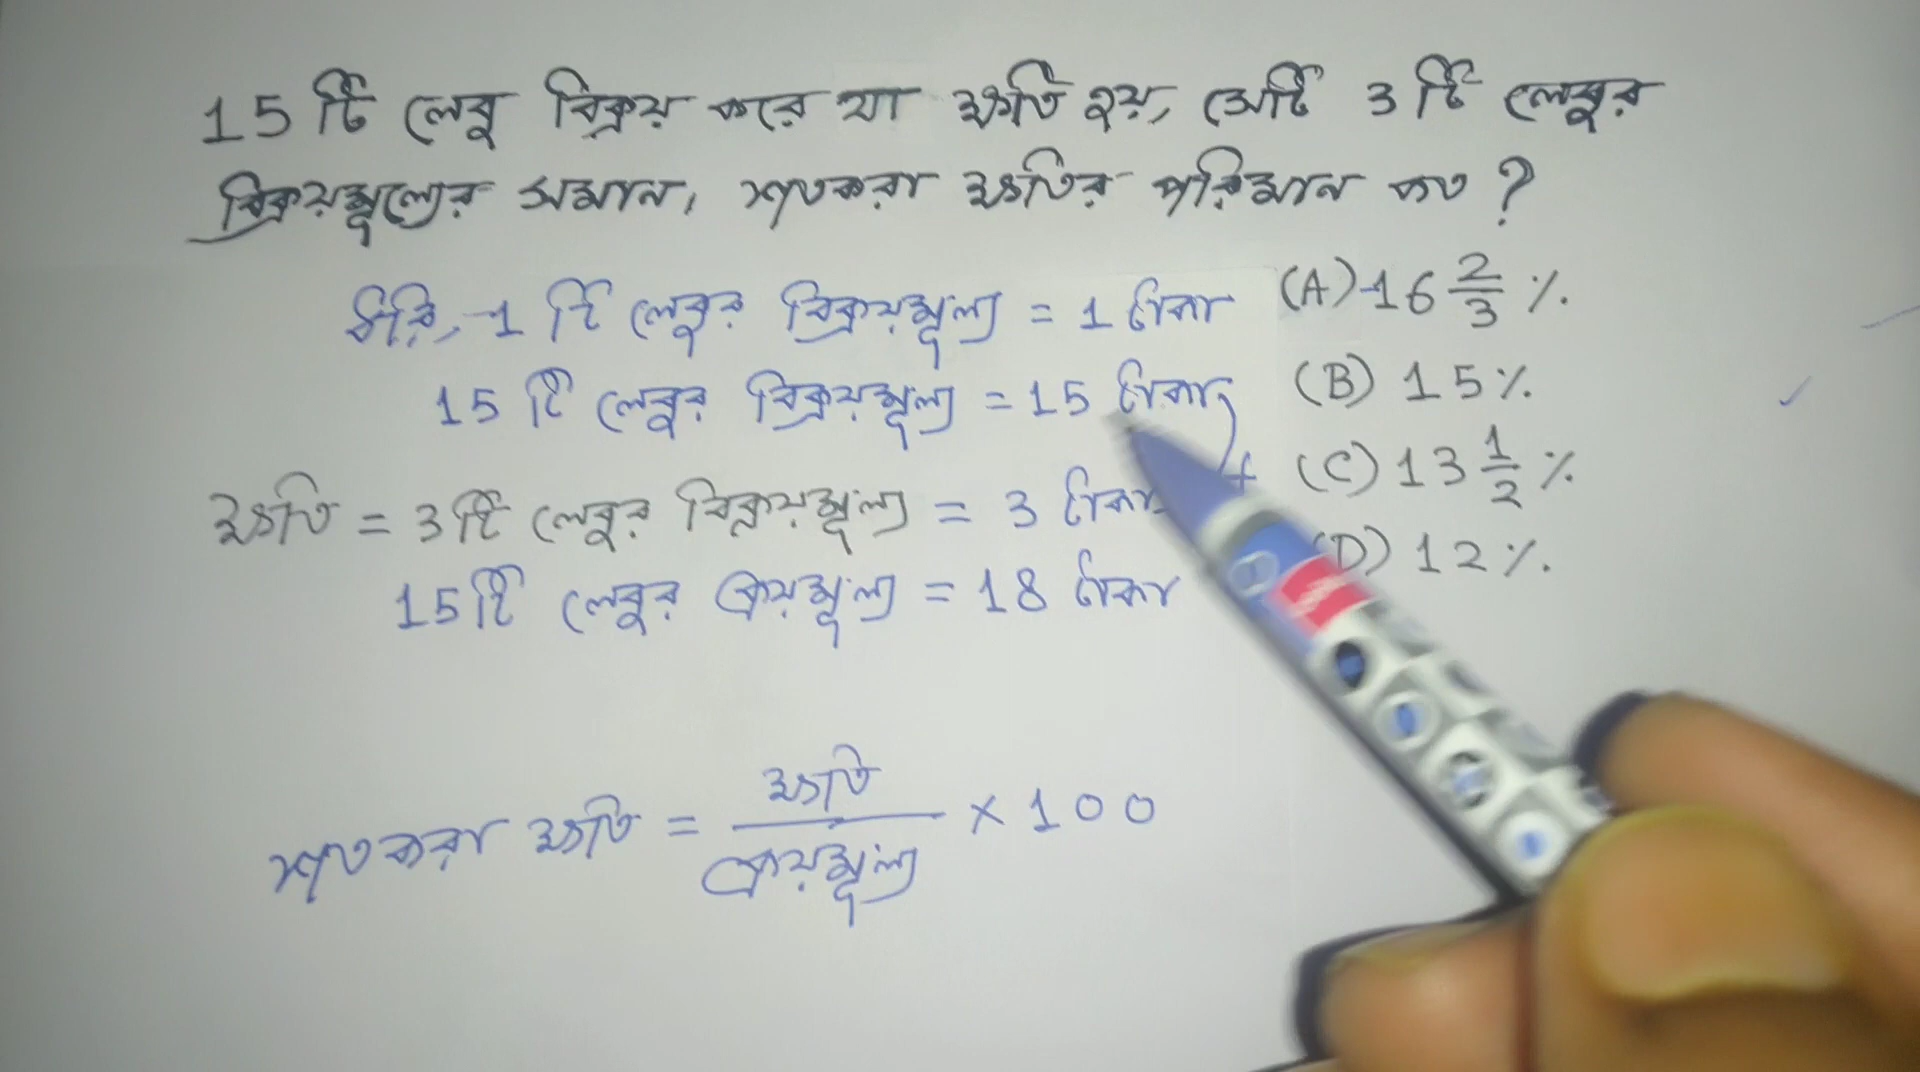 15 টি লেবু বিক্রয় করে যা ক্ষতি হয়, সেটি 3 টি লেবুর
বিক্রয়মূল্যের সমান, শতকরা ক্ষতির পরিমান কত ?
ধরি, 1 টি লেবুর বিক্রয়মূল্য = 1 টাকা
15 টি লেবুর বিক্রয়মূল্য = 15 টাকা
ক্ষতি = 3 টি লেবুর বিক্রয়মূল্য = 3 টাকা +
15 টি লেবুর ক্রয়মূল্য = 18 টাকা
(A) 16 2/3 %.
(B) 15 %.
(C) 13 1/2 %
(D) 12 %.
শতকরা ক্ষতি = ক্ষতি / ক্রয়মূল্য × 100